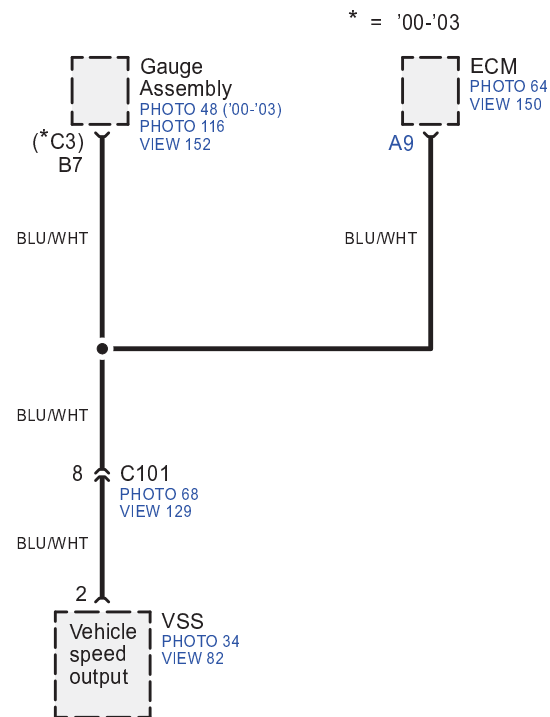 * = '00-'03
Gauge
Assembly
PHOTO 48 ('00-'03)
PHOTO 116
VIEW 152
ECM
PHOTO 64
VIEW 150
(*C3)
B7
A9
BLU/WHT
BLU/WHT
BLU/WHT
8
C101
PHOTO 68
VIEW 129
BLU/WHT
2
VSS
PHOTO 34
VIEW 82
Vehicle
speed
output